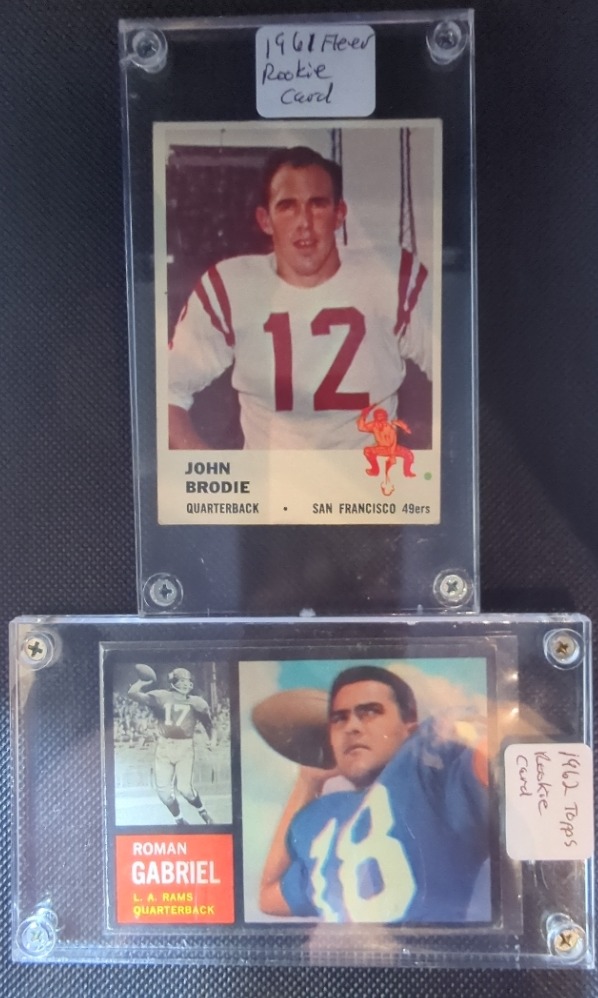 1961 Fleer
Rookie
Card
12
JOHN
BRODIE
QUARTERBACK • SAN FRANCISCO 49ers
17
ROMAN
GABRIEL
L. A. RAMS
QUARTERBACK
18
1962 Topps
Rookie
Card